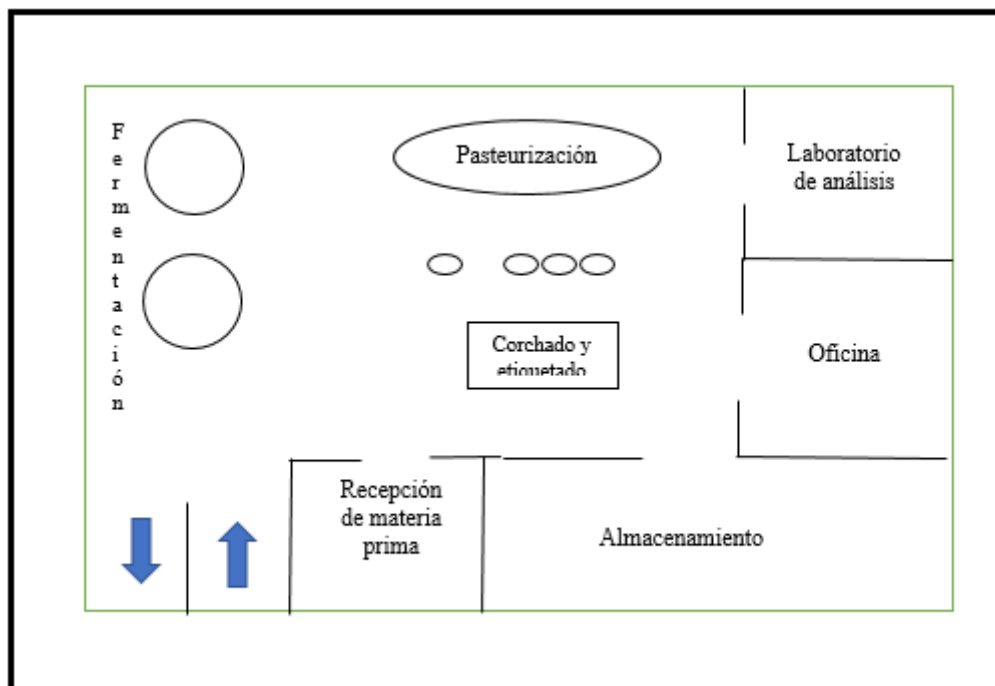 Fermentación
Pasteurización
Laboratorio
de análisis
Corchado y
etiquetado
Oficina
Recepción
de materia
prima
Almacenamiento